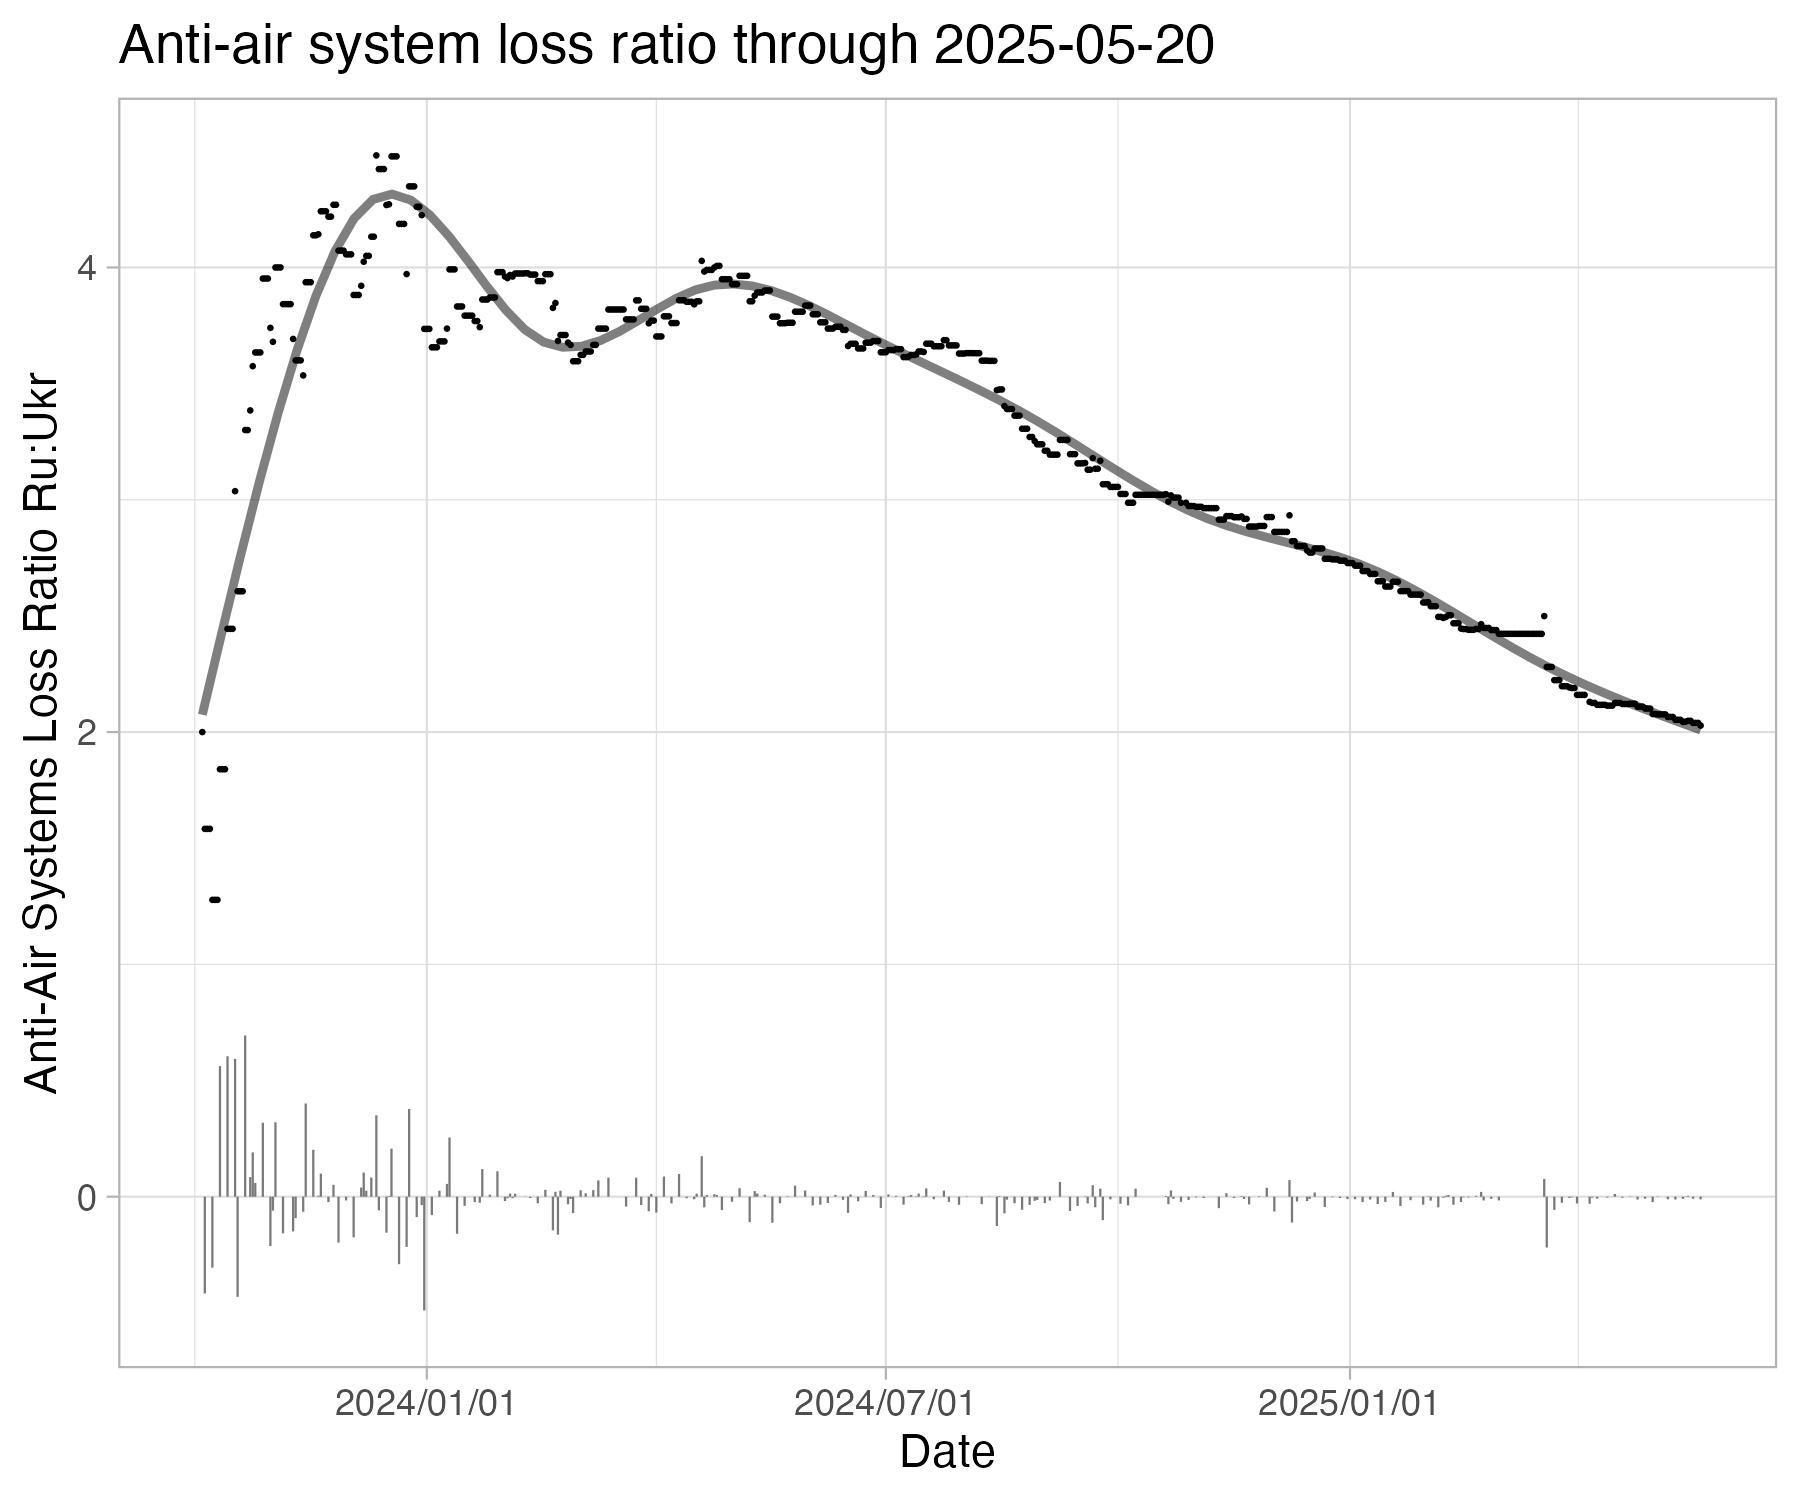 Anti-air system loss ratio through 2025-05-20
Anti-Air Systems Loss Ratio Ru:Ukr
4
2
0
2024/01/01
2024/07/01
2025/01/01
Date